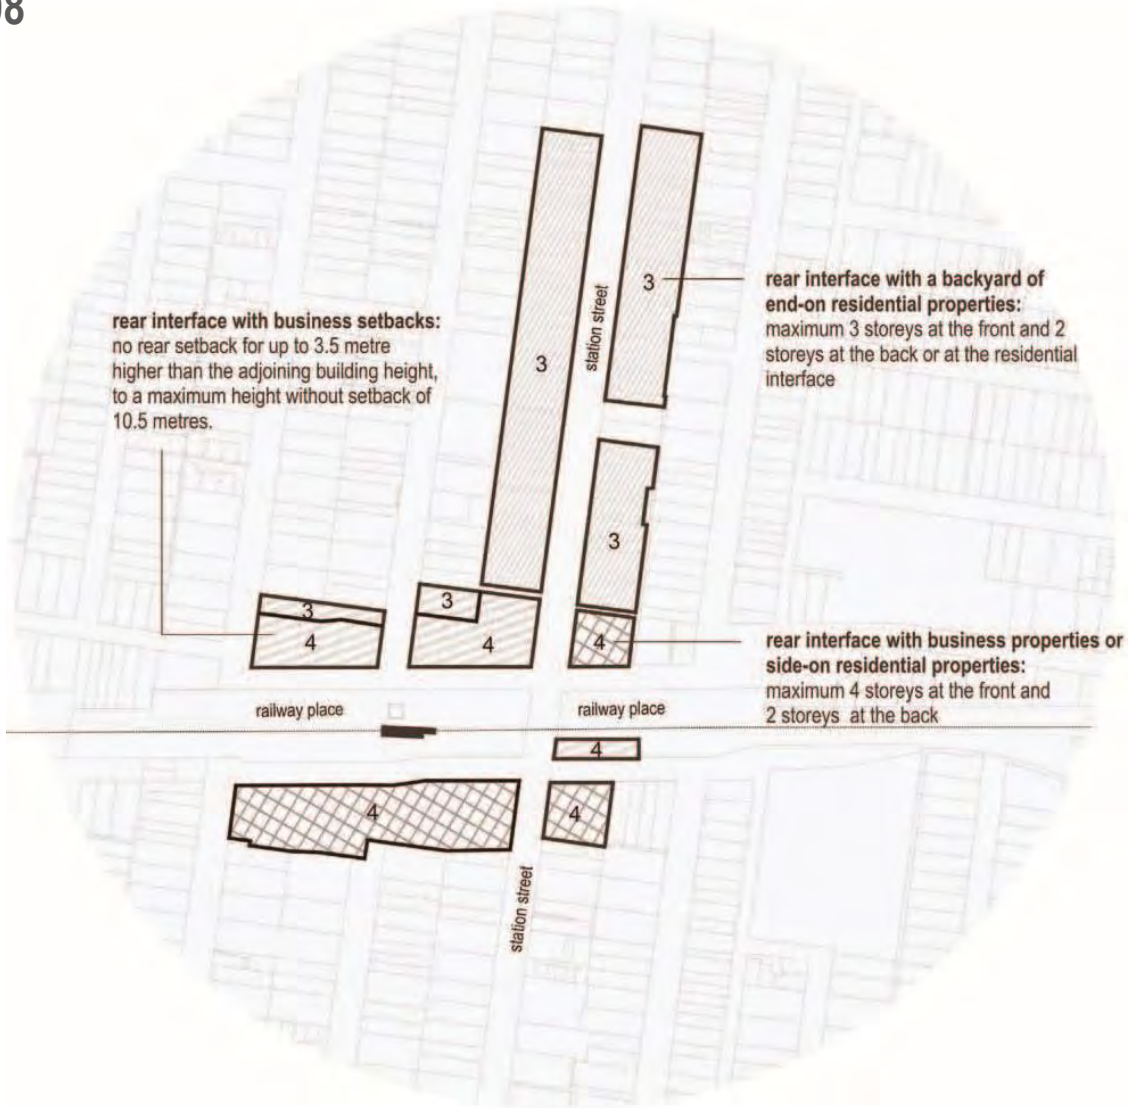 08
3
rear interface with a backyard of
end-on residential properties:
maximum 3 storeys at the front and 2
storeys at the back or at the residential
interface
station street
rear interface with business setbacks:
no rear setback for up to 3.5 metre
higher than the adjoining building height,
to a maximum height without setback of
10.5 metres.
3
3
3
4
3
4
4
rear interface with business properties or
side-on residential properties:
maximum 4 storeys at the front and
2 storeys at the back
railway place
railway place
4
4
4
station street